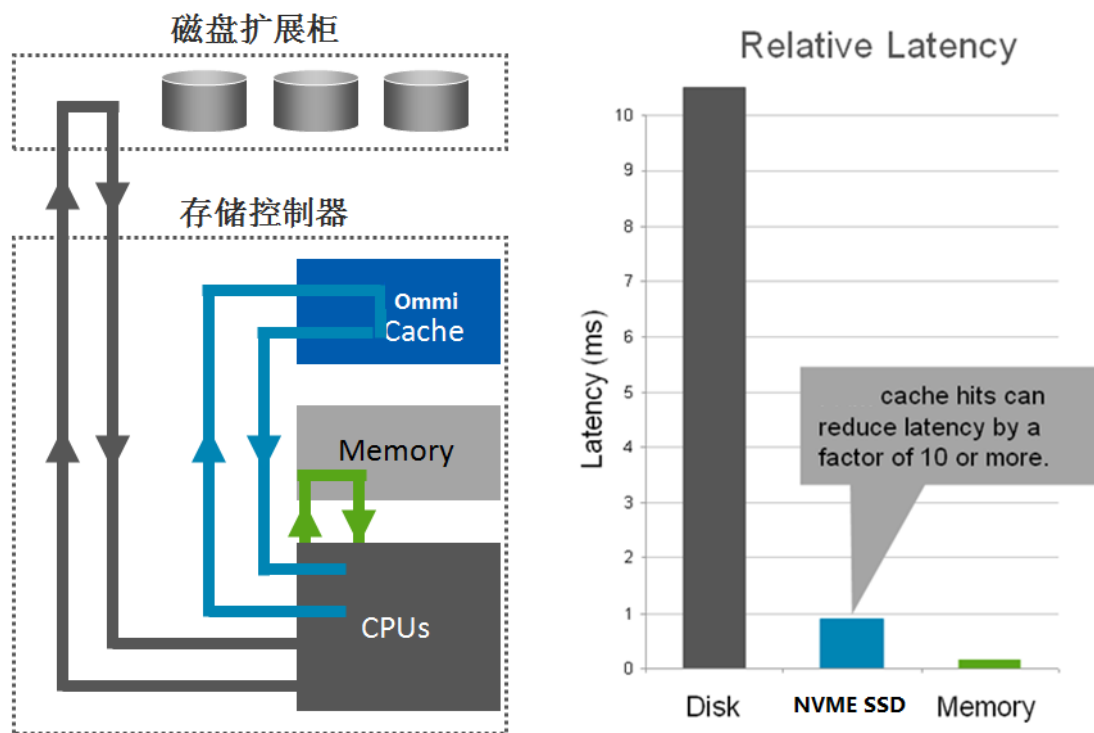 磁盘扩展柜
存储控制器
Ommi
Cache
Memory
CPUs
Relative Latency
Latency (ms)
10
9
8
7
6
5
4
3
2
1
0
cache hits can
reduce latency by a
factor of 10 or more.
Disk
NVME SSD
Memory